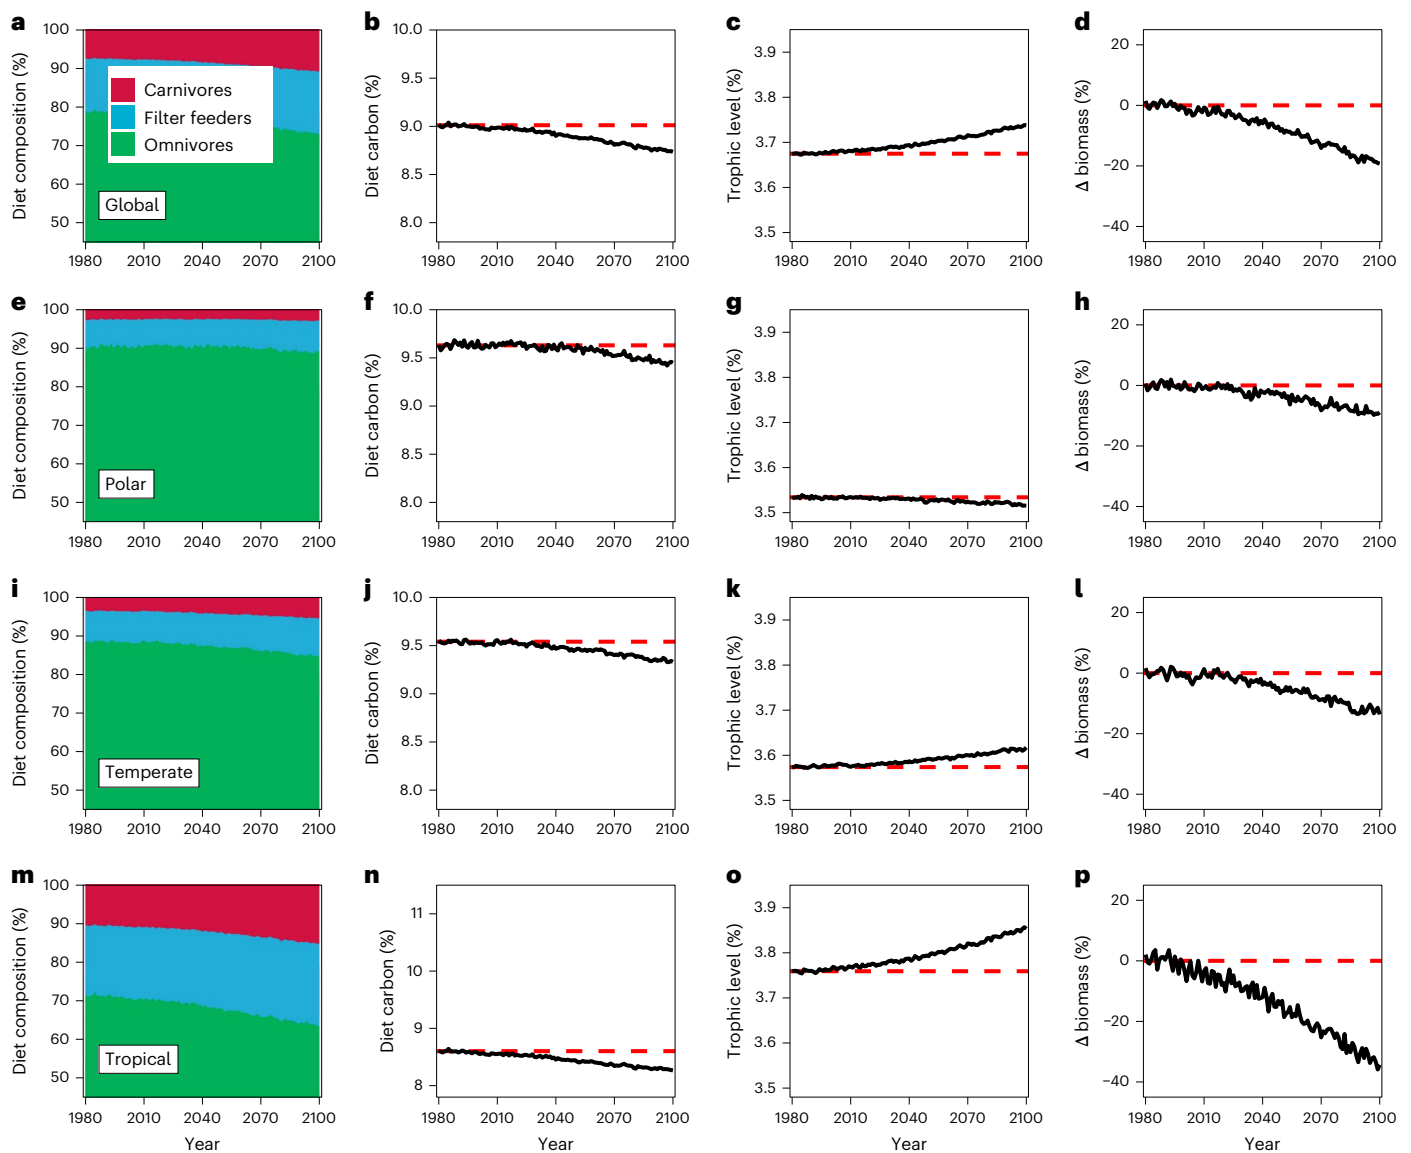 a
100
90
80
70
60
50
Diet composition (%)
Carnivores
Filter feeders
Omnivores
Global
1980 2010 2040 2070 2100
b
10.0
9.5
9.0
8.5
8.0
Diet carbon (%)
1980 2010 2040 2070 2100
c
3.9
3.8
3.7
3.6
3.5
Trophic level (%)
1980 2010 2040 2070 2100
d
20
0
−20
−40
Δ biomass (%)
1980 2010 2040 2070 2100
e
100
90
80
70
60
50
Diet composition (%)
Polar
1980 2010 2040 2070 2100
f
10.0
9.5
9.0
8.5
8.0
Diet carbon (%)
1980 2010 2040 2070 2100
g
3.9
3.8
3.7
3.6
3.5
Trophic level (%)
1980 2010 2040 2070 2100
h
20
0
−20
−40
Δ biomass (%)
1980 2010 2040 2070 2100
i
100
90
80
70
60
50
Diet composition (%)
Temperate
1980 2010 2040 2070 2100
j
10.0
9.5
9.0
8.5
8.0
Diet carbon (%)
1980 2010 2040 2070 2100
k
3.9
3.8
3.7
3.6
3.5
Trophic level (%)
1980 2010 2040 2070 2100
l
20
0
−20
−40
Δ biomass (%)
1980 2010 2040 2070 2100
m
100
90
80
70
60
50
Diet composition (%)
Tropical
1980 2010 2040 2070 2100
Year
n
11
10
9
8
Diet carbon (%)
1980 2010 2040 2070 2100
Year
o
3.9
3.8
3.7
3.6
3.5
Trophic level (%)
1980 2010 2040 2070 2100
Year
p
20
0
−20
−40
Δ biomass (%)
1980 2010 2040 2070 2100
Year